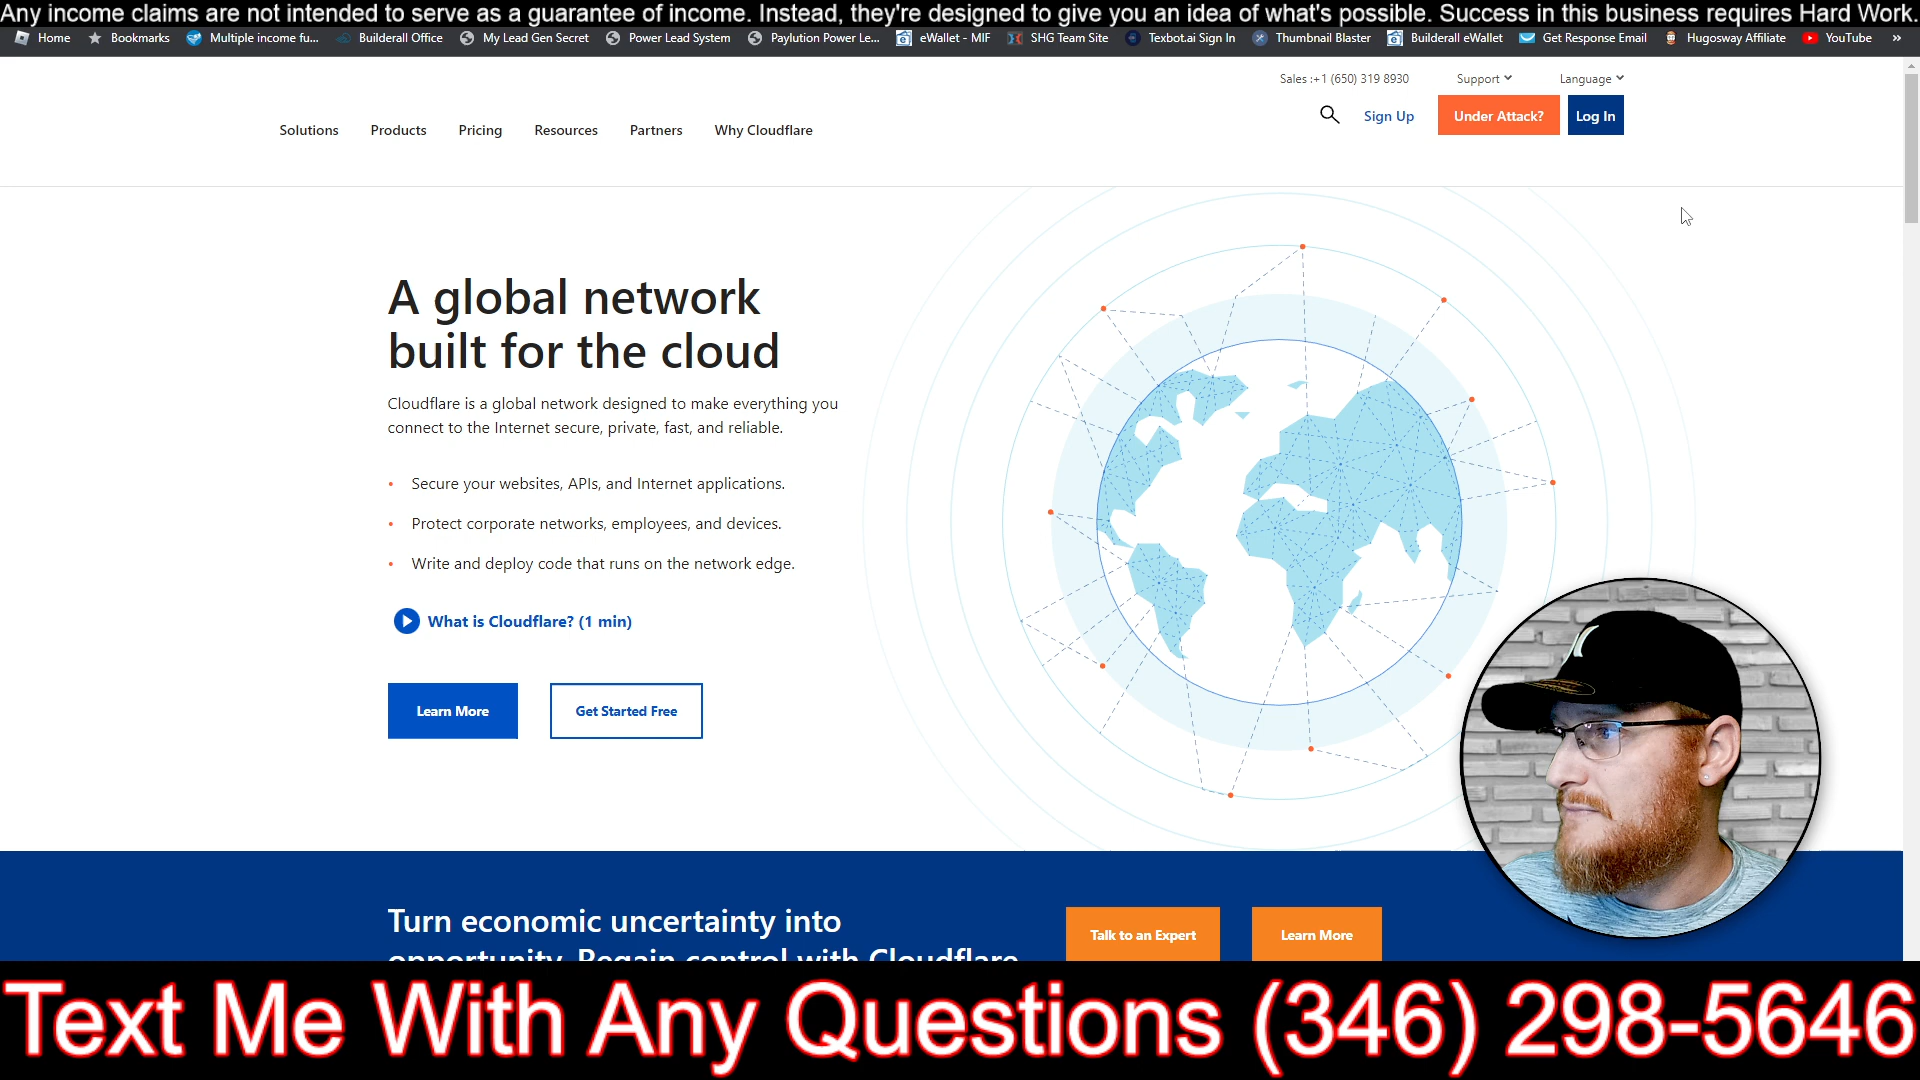 Any income claims are not intended to serve as a guarantee of income. Instead, they're designed to give you an idea of what's possible. Success in this business requires Hard Work.
Home Bookmarks Multiple income fu... Builderall Office My Lead Gen Secret Power Lead System Paylution Power Le... eWallet - MIF SHG Team Site Texbot.ai Sign In Thumbnail Blaster Builderall eWallet Get Response Email Hugosway Affiliate YouTube »
Sales :+1 (650) 319 8930 Support Language
Sign Up Under Attack? Log In
Solutions Products Pricing Resources Partners Why Cloudflare
A global network
built for the cloud
Cloudflare is a global network designed to make everything you
connect to the Internet secure, private, fast, and reliable.
• Secure your websites, APIs, and Internet applications.
• Protect corporate networks, employees, and devices.
• Write and deploy code that runs on the network edge.
What is Cloudflare? (1 min)
Learn More Get Started Free
Turn economic uncertainty into
opportunity. Regain control with Cloudflare
Talk to an Expert Learn More
Text Me With Any Questions (346) 298-5646